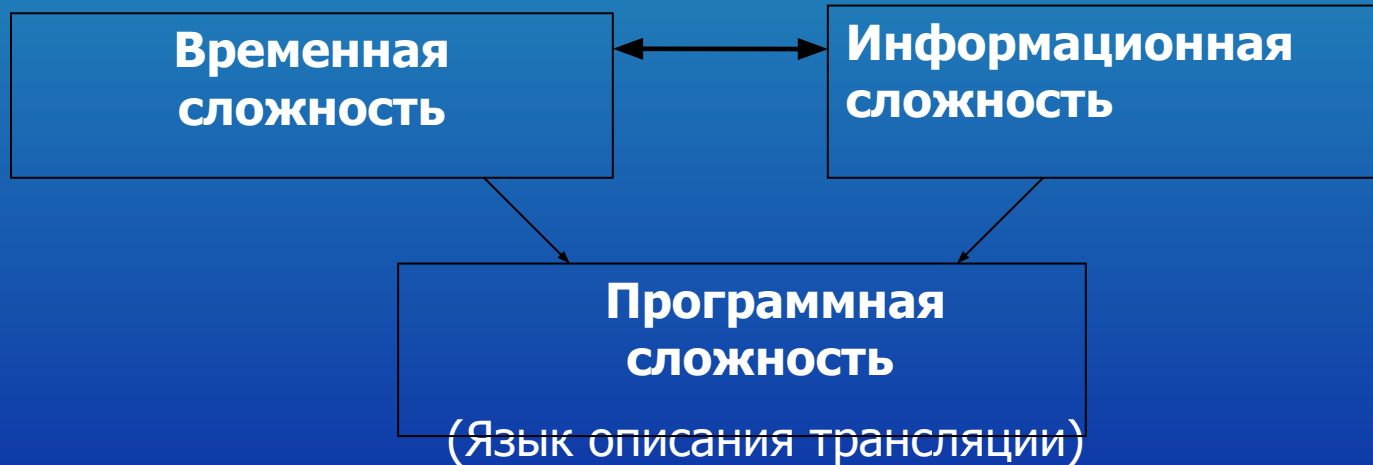 Временная
сложность
Информационная
сложность
Программная
сложность
(Язык описания трансляции)